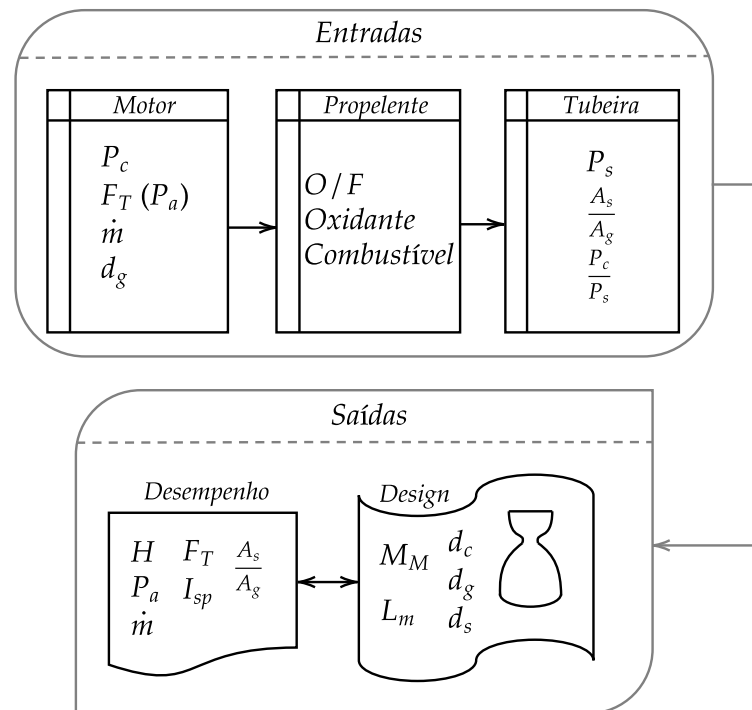 Entradas
Motor
P_c
F_T (P_a)
ṁ
d_g
Propelente
O / F
Oxidante
Combustível
Tubeira
P_s
A_s
A_g
P_c
P_s
Saídas
Desempenho
H F_T A_s
A_g
P_a I_sp
ṁ
Design
M_M d_c
d_g
L_m d_s